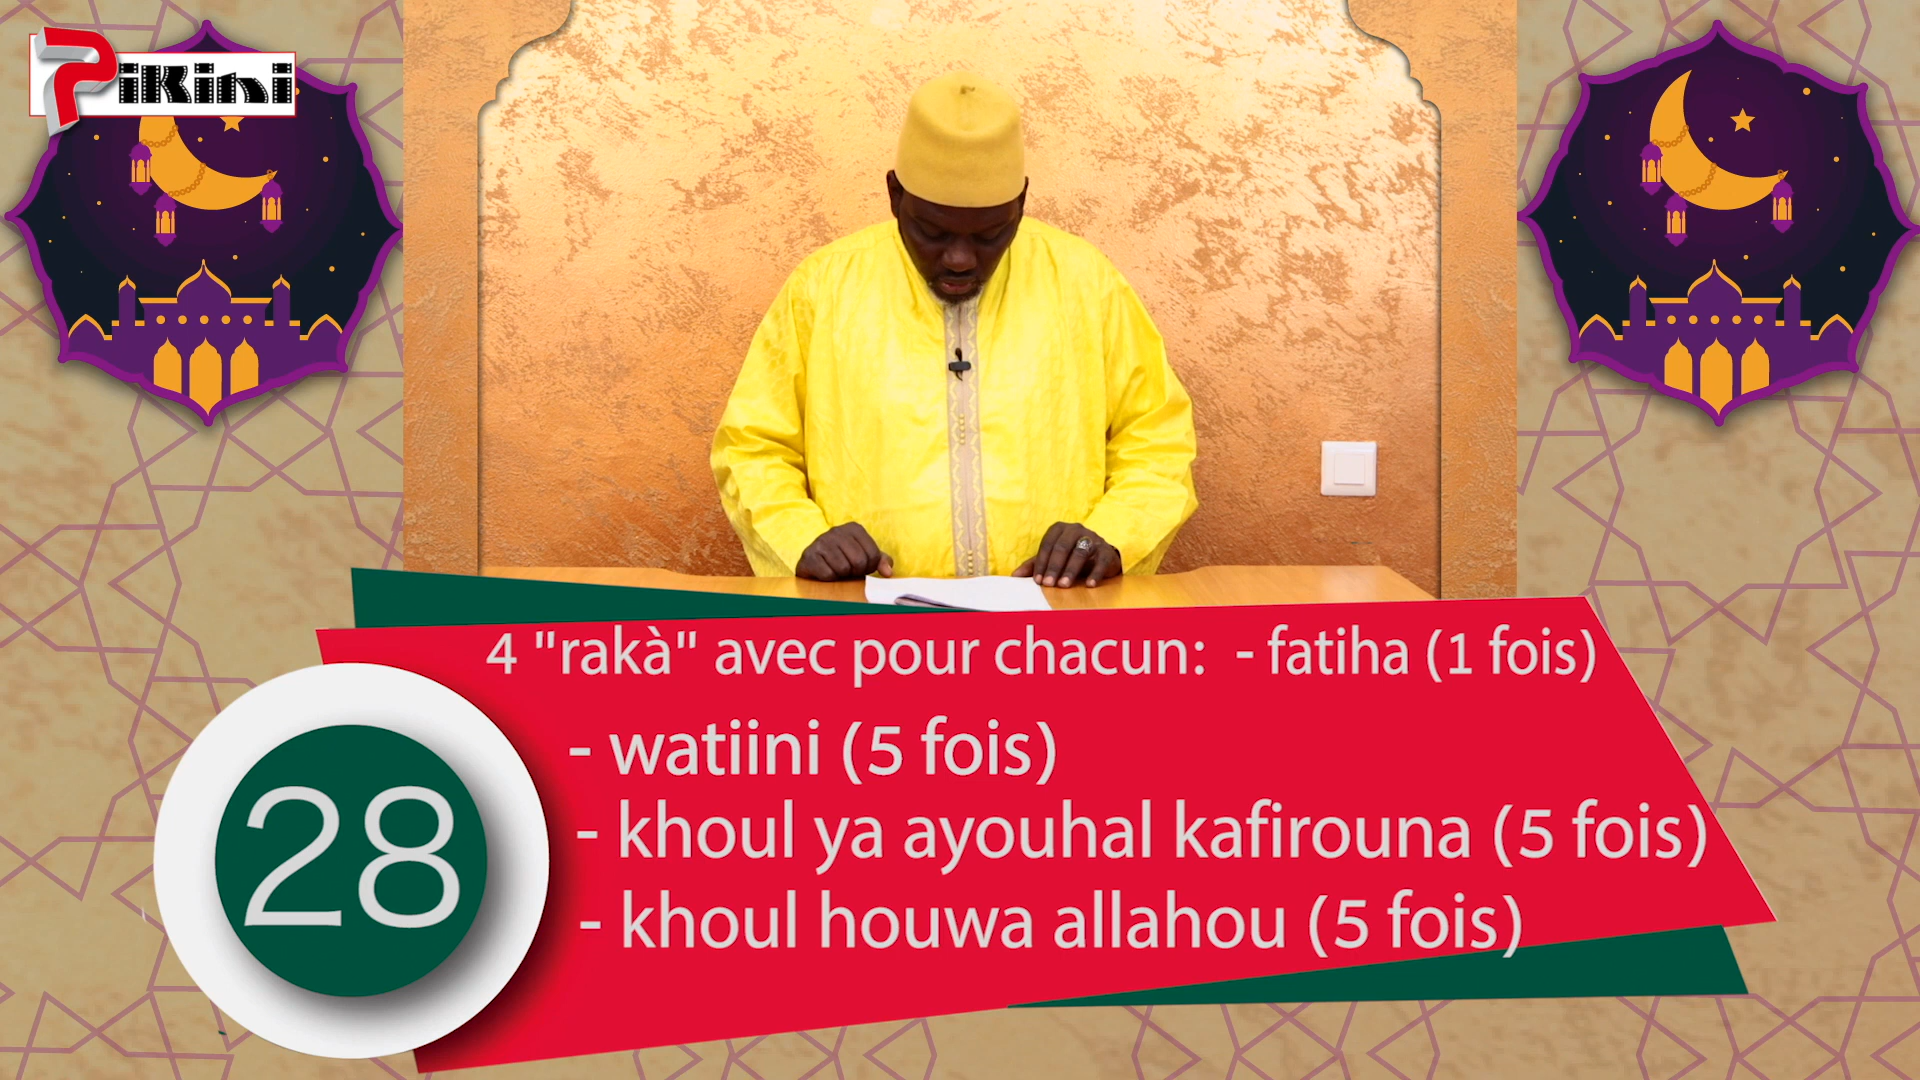 Pikini
4 "rakà" avec pour chacun: - fatiha (1 fois)
- watiini (5 fois)
- khoul ya ayouhal kafirouna (5 fois)
- khoul houwa allahou (5 fois)
28